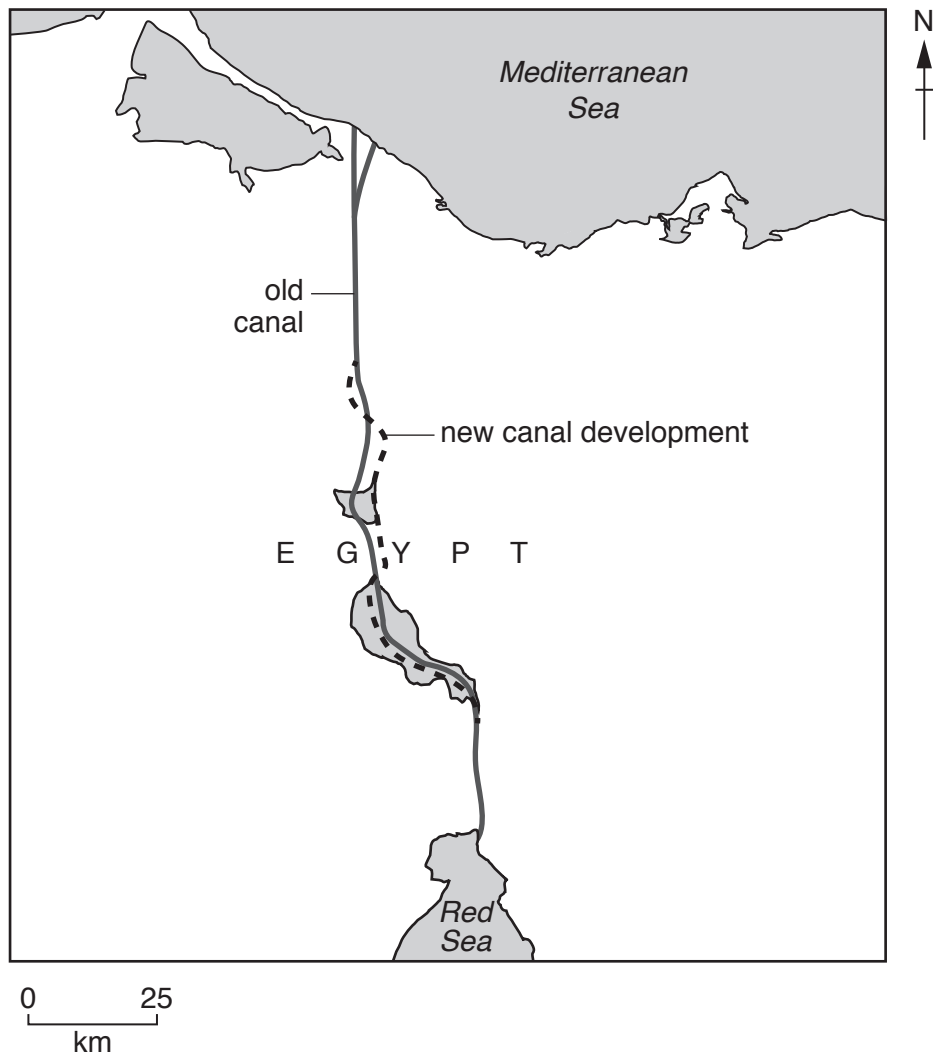 N
Mediterranean
Sea
old
canal
new canal development
E G Y P T
Red
Sea
0 25
km